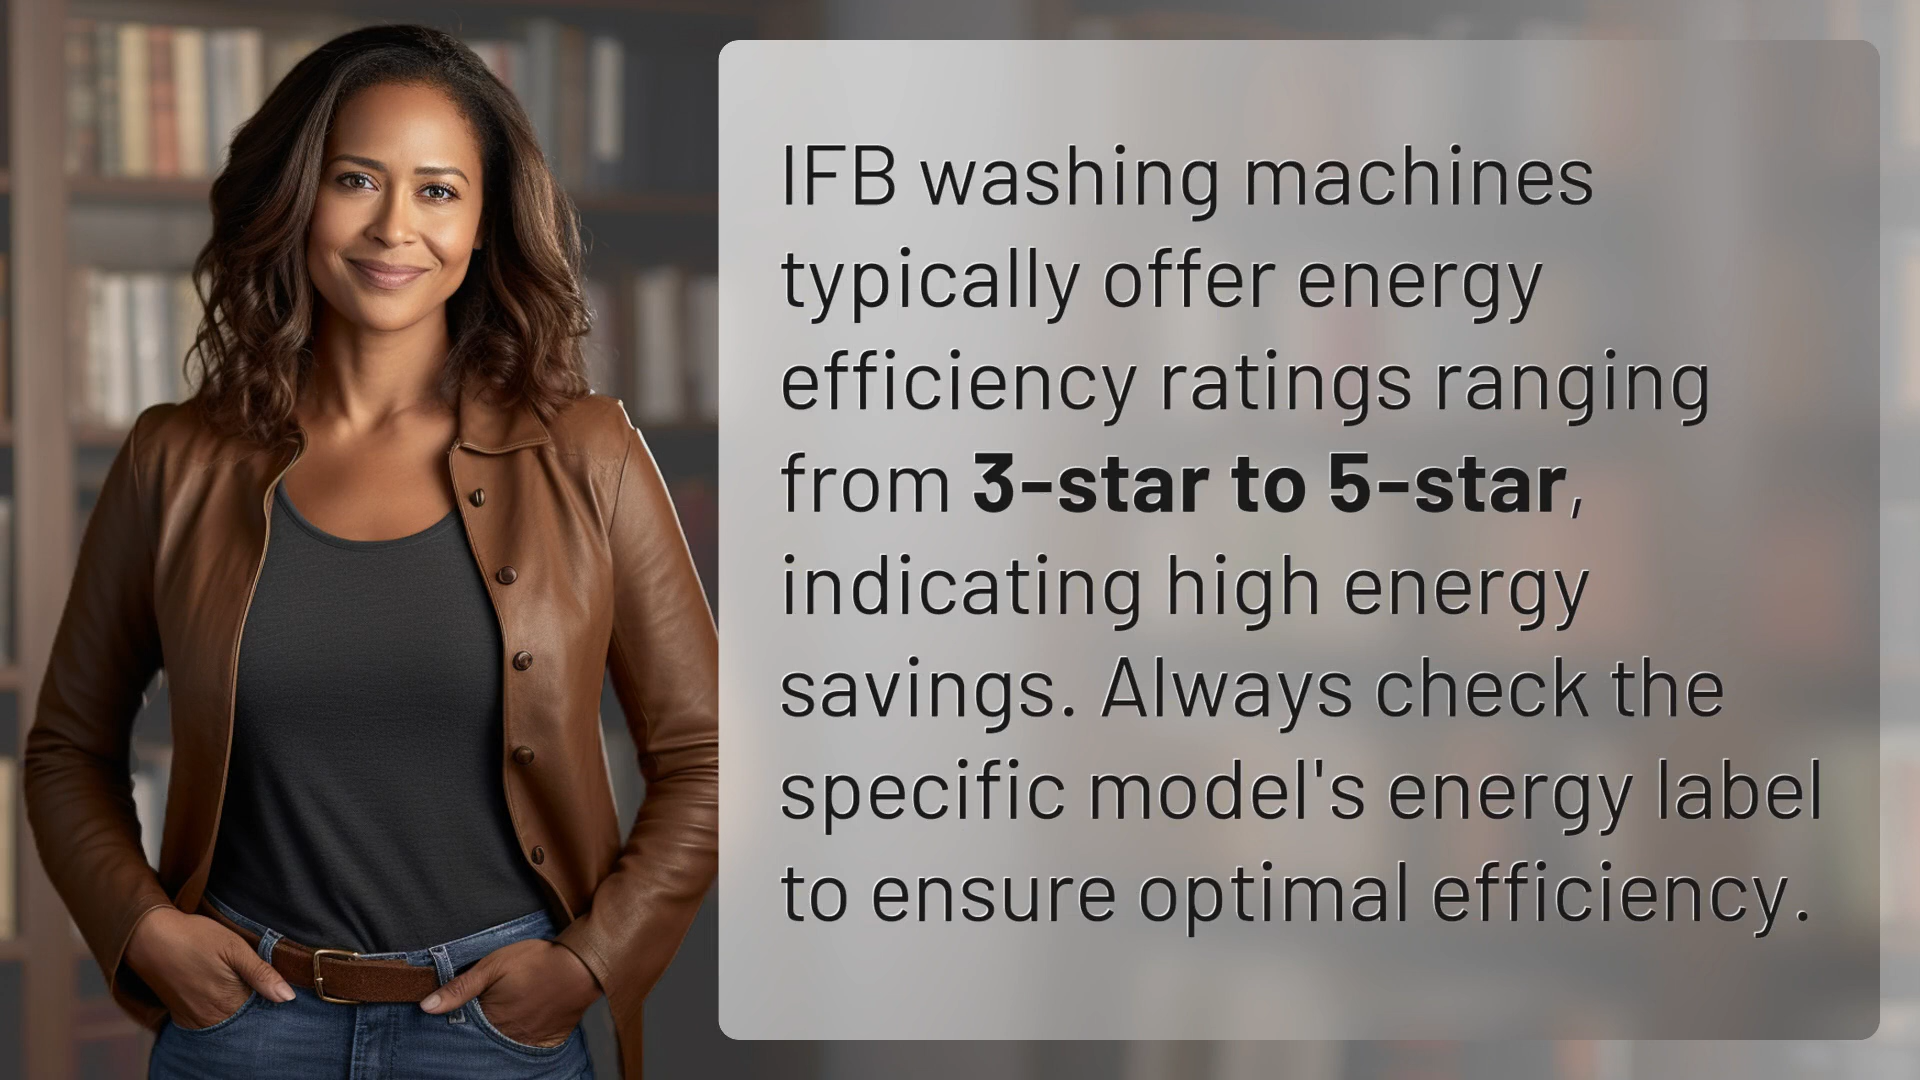 IFB washing machines
typically offer energy
efficiency ratings ranging
from 3-star to 5-star,
indicating high energy
savings. Always check the
specific model's energy label
to ensure optimal efficiency.